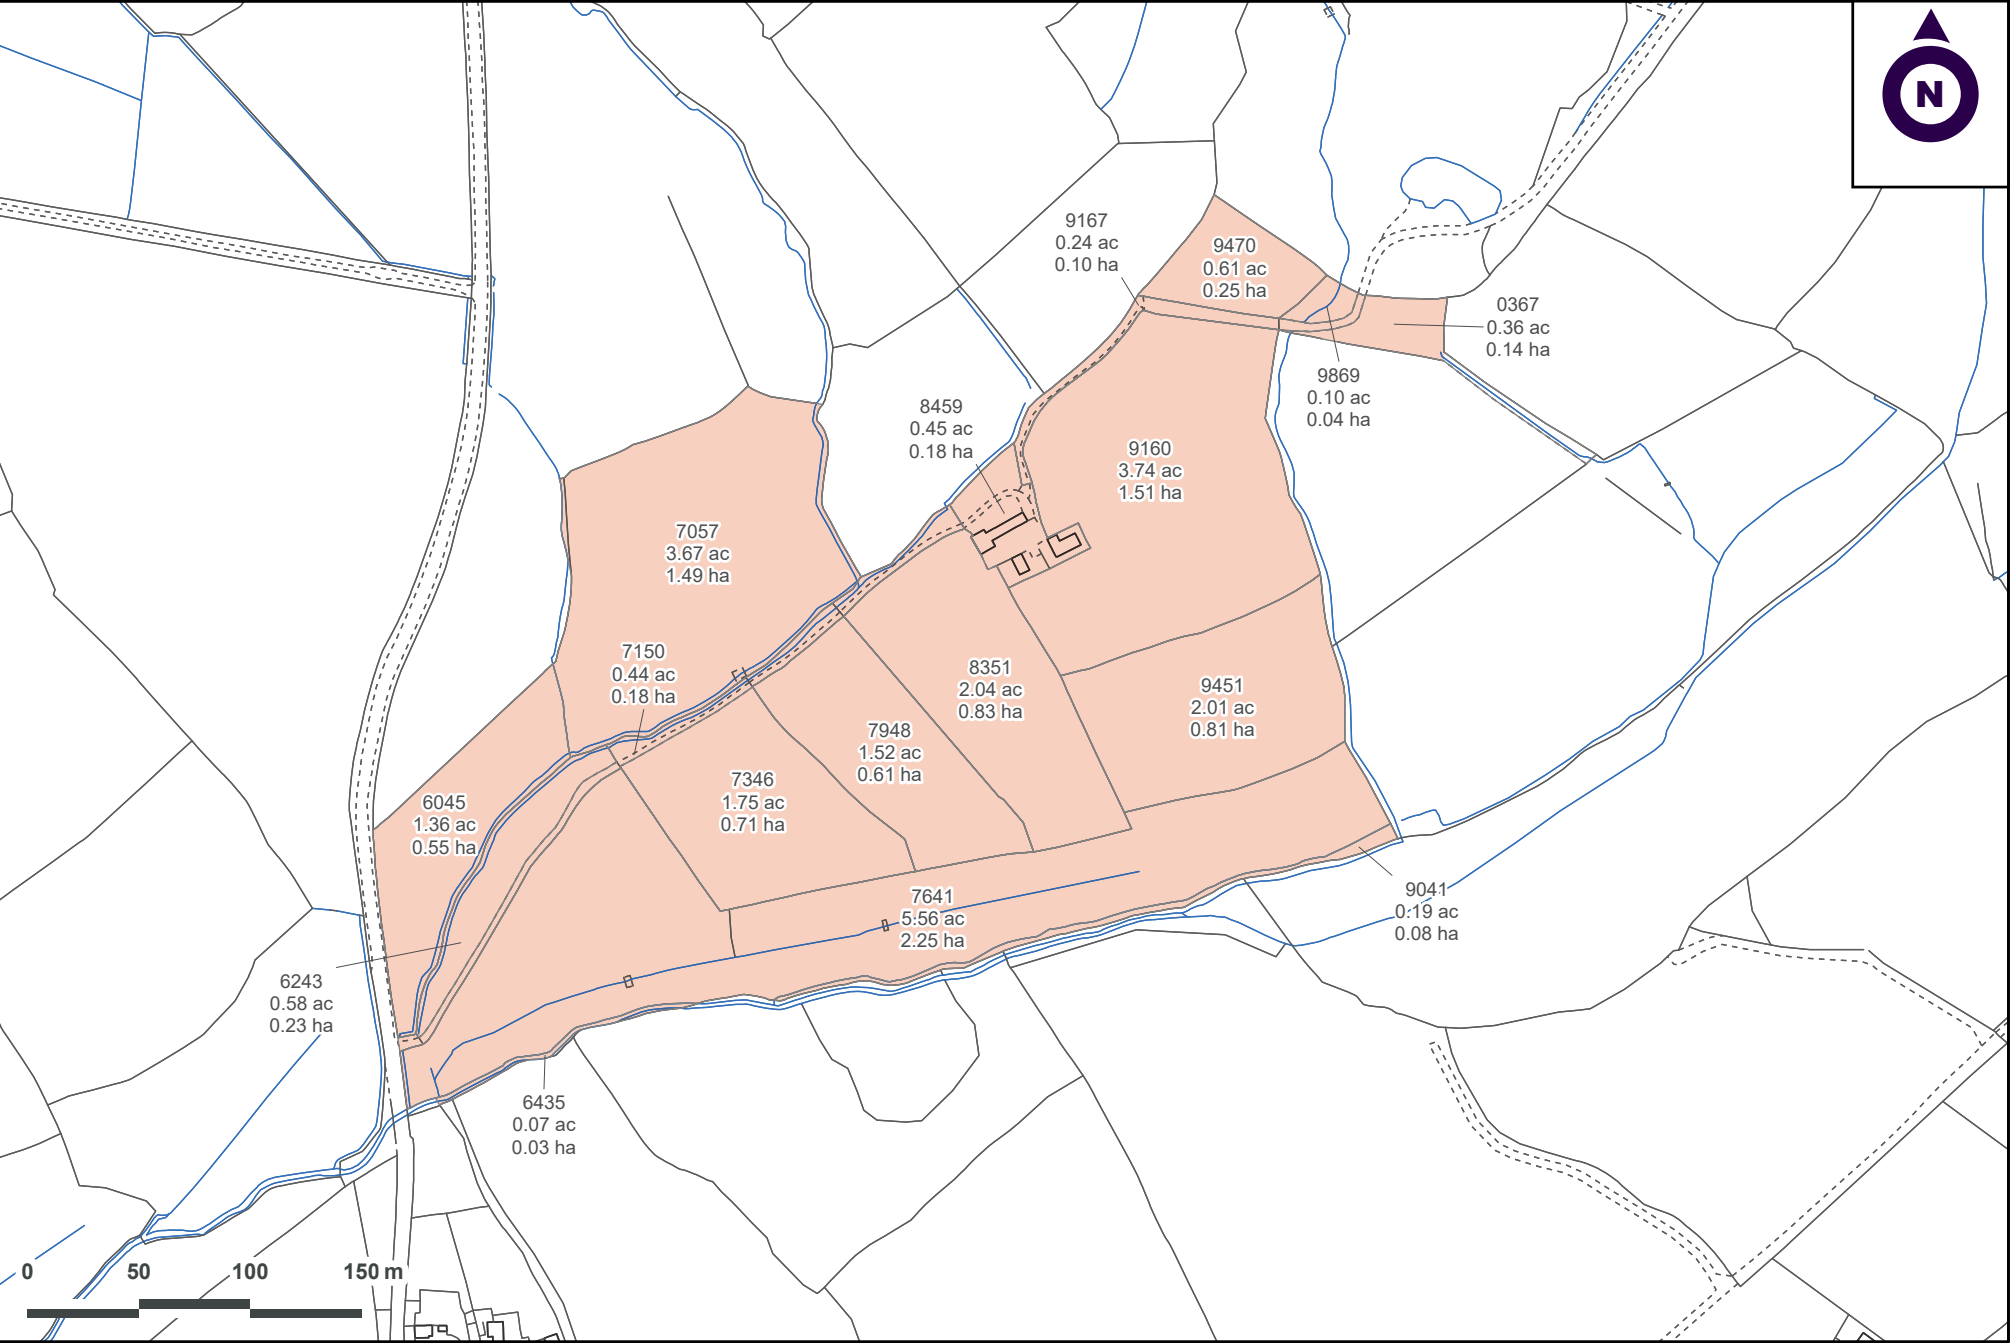 N
9167
0.24 ac
0.10 ha
9470
0.61 ac
0.25 ha
0367
0.36 ac
0.14 ha
9869
0.10 ac
0.04 ha
8459
0.45 ac
0.18 ha
9160
3.74 ac
1.51 ha
7057
3.67 ac
1.49 ha
7150
0.44 ac
0.18 ha
8351
2.04 ac
0.83 ha
9451
2.01 ac
0.81 ha
7948
1.52 ac
0.61 ha
7346
1.75 ac
0.71 ha
6045
1.36 ac
0.55 ha
7641
5.56 ac
2.25 ha
9041
0.19 ac
0.08 ha
6243
0.58 ac
0.23 ha
6435
0.07 ac
0.03 ha
0 50 100 150 m